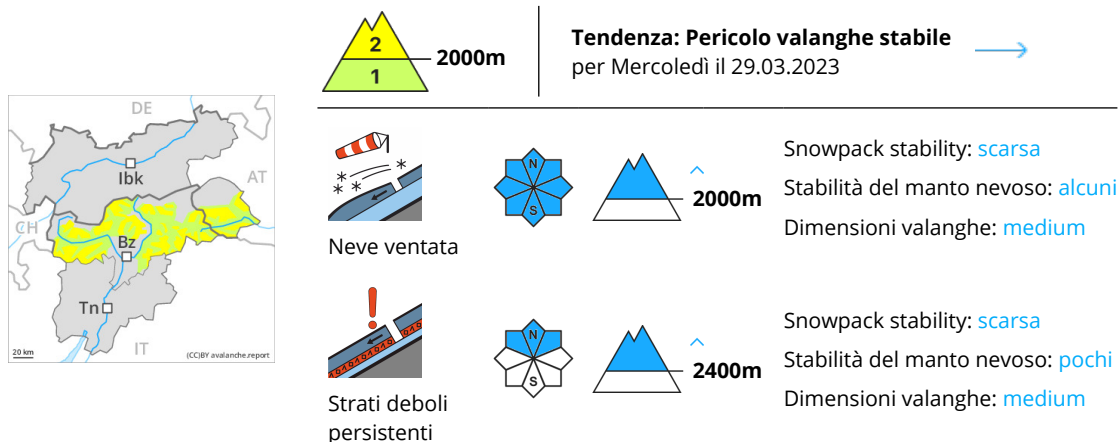 2
1
2000m
Tendenza: Pericolo valanghe stabile
per Mercoledì il 29.03.2023
DE
AT
Ibk
CH
Bz
Tn
IT
20 km
(CC)BY avalanche.report
Neve ventata
N
S
2000m
Snowpack stability: scarsa
Stabilità del manto nevoso: alcuni
Dimensioni valanghe: medium
Strati deboli
persistenti
N
S
2400m
Snowpack stability: scarsa
Stabilità del manto nevoso: pochi
Dimensioni valanghe: medium